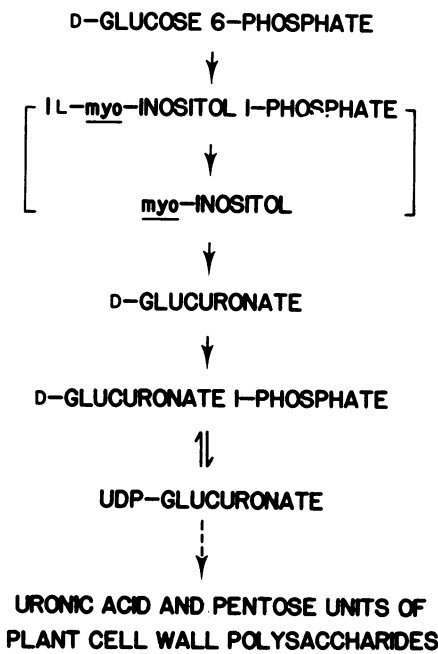 D-GLUCOSE 6-PHOSPHATE
1L-myo-INOSITOL 1-PHOSPHATE
myo-INOSITOL
D-GLUCURONATE
D-GLUCURONATE 1-PHOSPHATE
UDP-GLUCURONATE
URONIC ACID AND PENTOSE UNITS OF
PLANT CELL WALL POLYSACCHARIDES